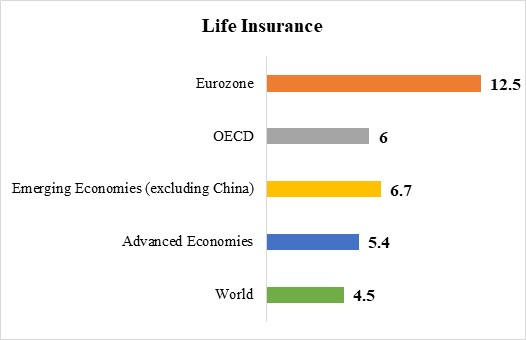 Life Insurance
Eurozone 12.5
OECD 6
Emerging Economies (excluding China) 6.7
Advanced Economies 5.4
World 4.5